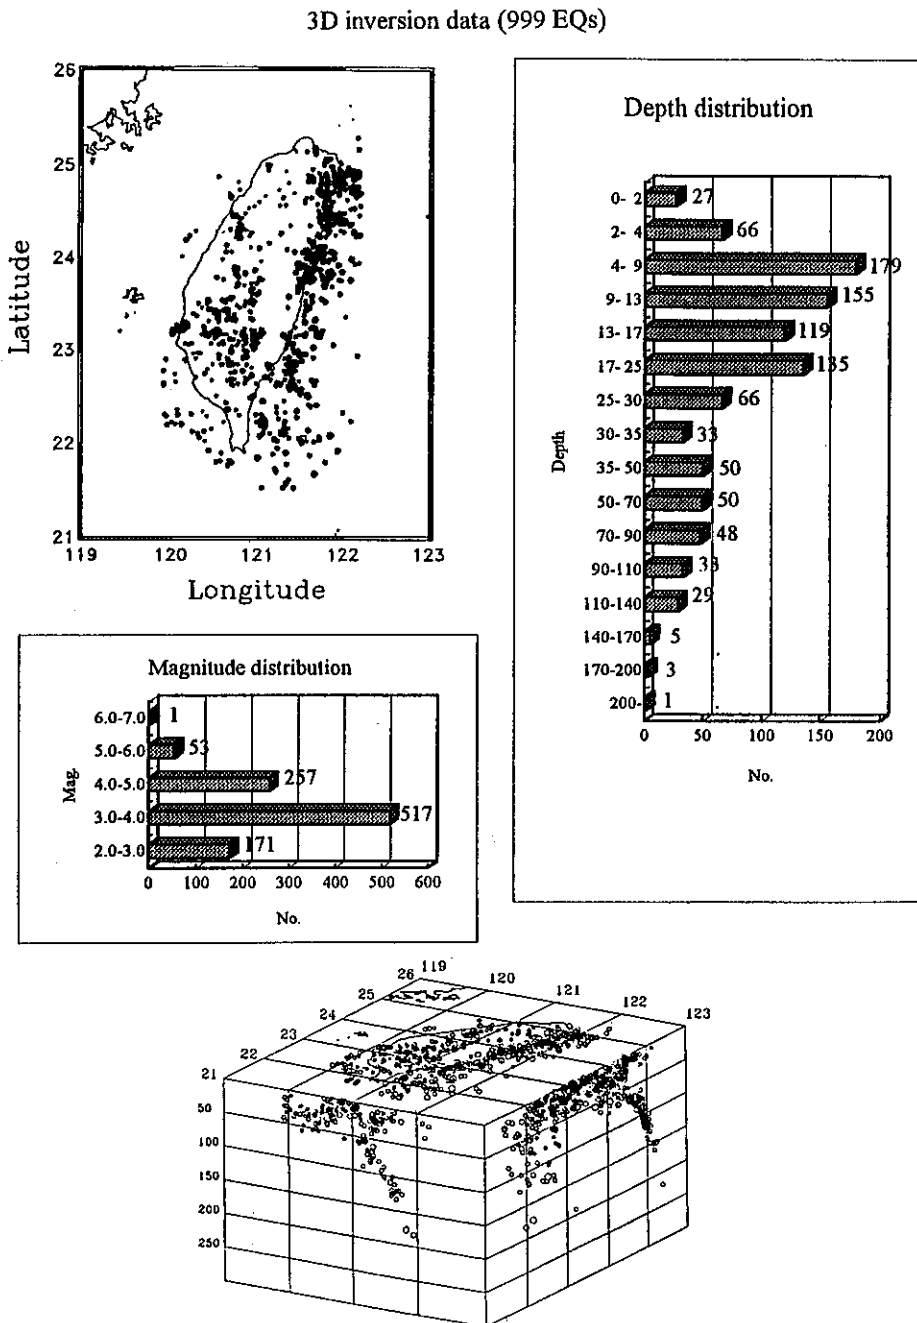 3D inversion data (999 EQs)
26
25
24
23
22
21
Latitude
119 120 121 122 123
Longitude
Depth distribution
0- 2 27
2- 4 66
4- 9 179
9- 13 155
13- 17 119
17- 25 135
25- 30 66
30- 35 33
35- 50 50
50- 70 50
70- 90 48
90-110 33
110-140 29
140-170 5
170-200 3
200- 1
Depth
0 50 100 150 200
No.
Magnitude distribution
6.0-7.0 1
5.0-6.0 53
4.0-5.0 257
3.0-4.0 517
2.0-3.0 171
Mag.
0 100 200 300 400 500 600
No.
119 120 121 122 123
26
25
24
23
22
21
50
100
150
200
250